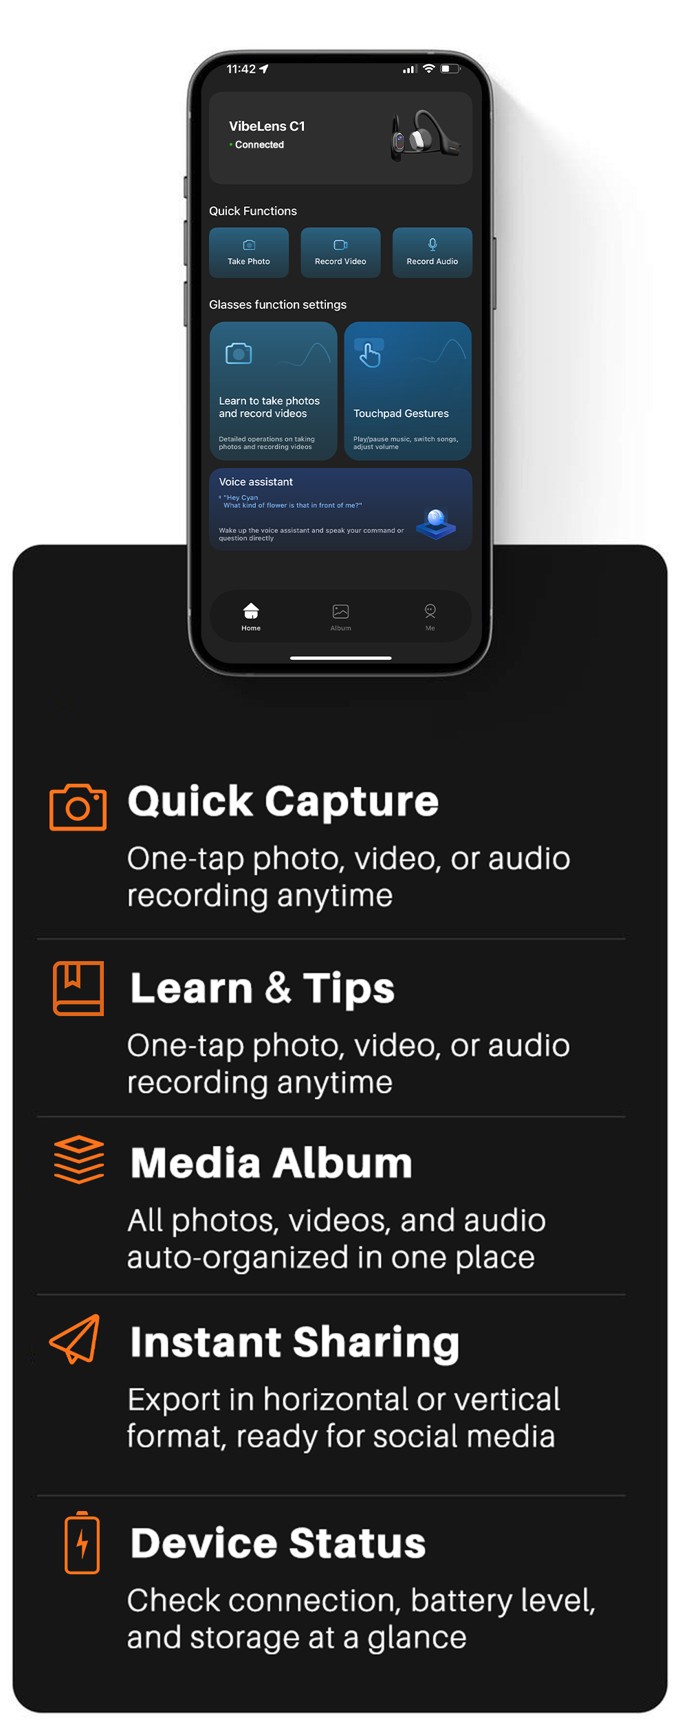 11:42
VibeLens C1
Connected
Quick Functions
Take Photo
Record Video
Record Audio
Glasses function settings
Learn to take photos
and record videos
Detailed operations on taking
photos and recording videos
Touchpad Gestures
Play/pause music, switch songs,
adjust volume
Voice assistant
"Hey Cyan
What kind of flower is that in front of me?"
Wake up the voice assistant and speak your command or
question directly
Home
Album
Me
Quick Capture
One-tap photo, video, or audio
recording anytime
Learn & Tips
One-tap photo, video, or audio
recording anytime
Media Album
All photos, videos, and audio
auto-organized in one place
Instant Sharing
Export in horizontal or vertical
format, ready for social media
Device Status
Check connection, battery level,
and storage at a glance